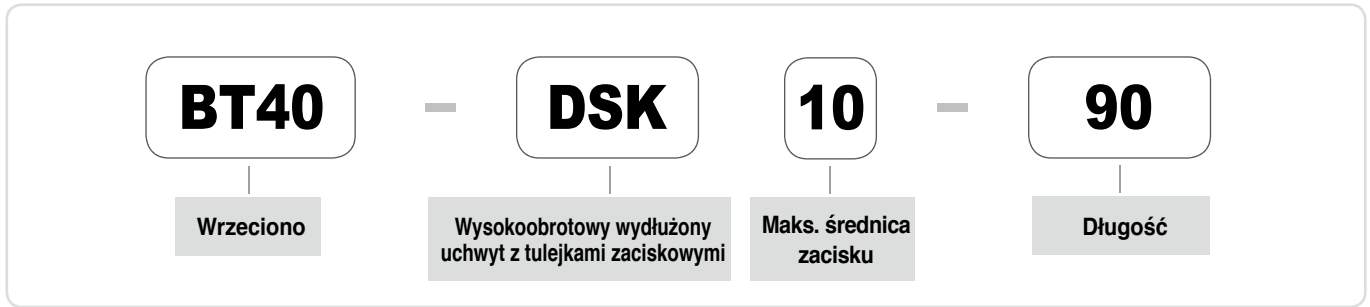 BT40 - DSK 10 - 90
Wrzeciono
Wysokoobrotowy wydłużony
uchwyt z tulejkami zaciskowymi
Maks. średnica
zacisku
Długość